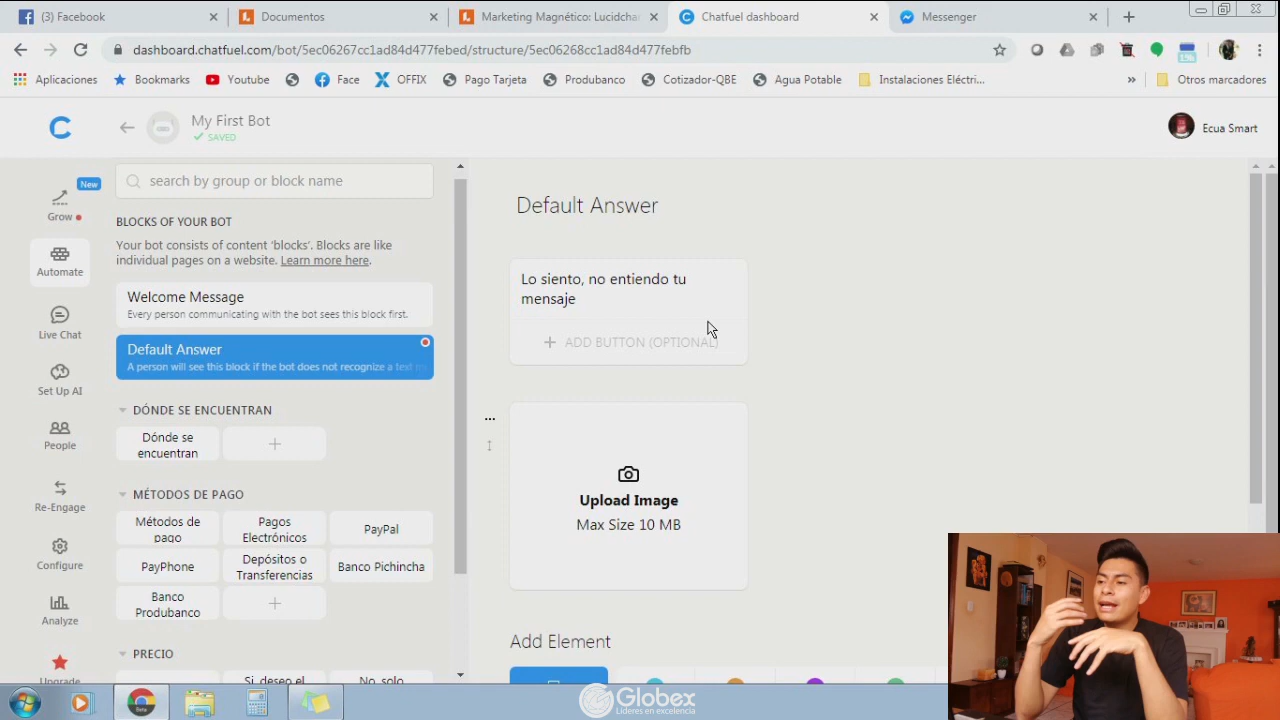 (3) Facebook
Documentos
Marketing Magnético: Lucidcha
Chatfuel dashboard
Messenger
dashboard.chatfuel.com/bot/5ec06267cc1ad84d477febed/structure/5ec06268cc1ad84d477febfb
Aplicaciones
Bookmarks
Youtube
Face
OFFIX
Pago Tarjeta
Produbanco
Cotizador-QBE
Agua Potable
Instalaciones Eléctri...
»
Otros marcadores
My First Bot
SAVED
Ecua Smart
New
Grow
Automate
Live Chat
Set Up AI
People
Re-Engage
Configure
Analyze
Upgrade
search by group or block name
BLOCKS OF YOUR BOT
Your bot consists of content 'blocks'. Blocks are like
individual pages on a website. Learn more here.
Welcome Message
Every person communicating with the bot sees this block first.
Default Answer
A person will see this block if the bot does not recognize a text m
DÓNDE SE ENCUENTRAN
Dónde se
encuentran
MÉTODOS DE PAGO
Métodos de
pago
Pagos
Electrónicos
PayPal
PayPhone
Depósitos o
Transferencias
Banco Pichincha
Banco
Produbanco
PRECIO
Si, deseo el
No, solo
Default Answer
Lo siento, no entiendo tu
mensaje
ADD BUTTON (OPTIONAL)
Upload Image
Max Size 10 MB
Add Element
Globex
Líderes en excelencia